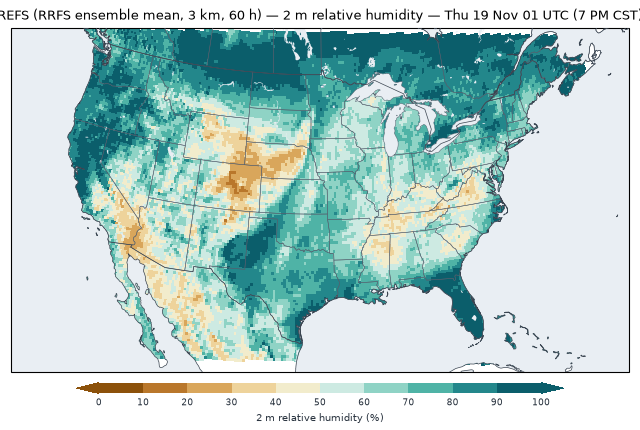 REFS (RRFS ensemble mean, 3 km, 60 h) — 2 m relative humidity — Thu 19 Nov 01 UTC (7 PM CST)
0 10 20 30 40 50 60 70 80 90 100
2 m relative humidity (%)